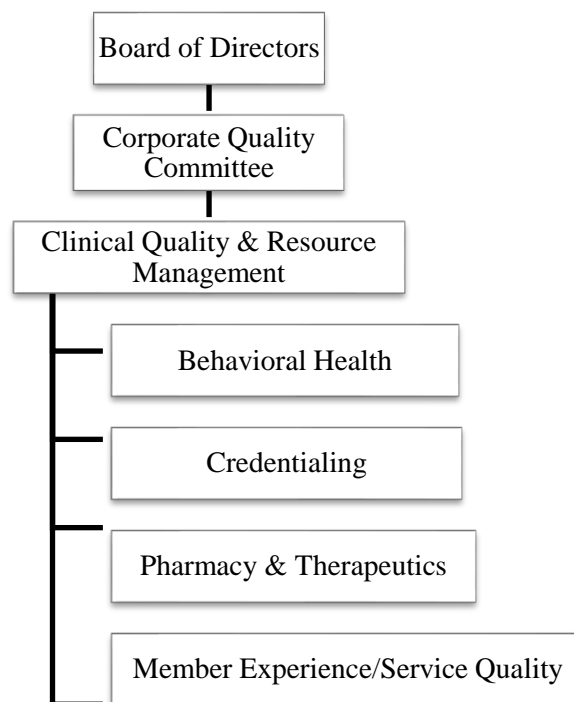 Board of Directors
Corporate Quality
Committee
Clinical Quality & Resource
Management
Behavioral Health
Credentialing
Pharmacy & Therapeutics
Member Experience/Service Quality